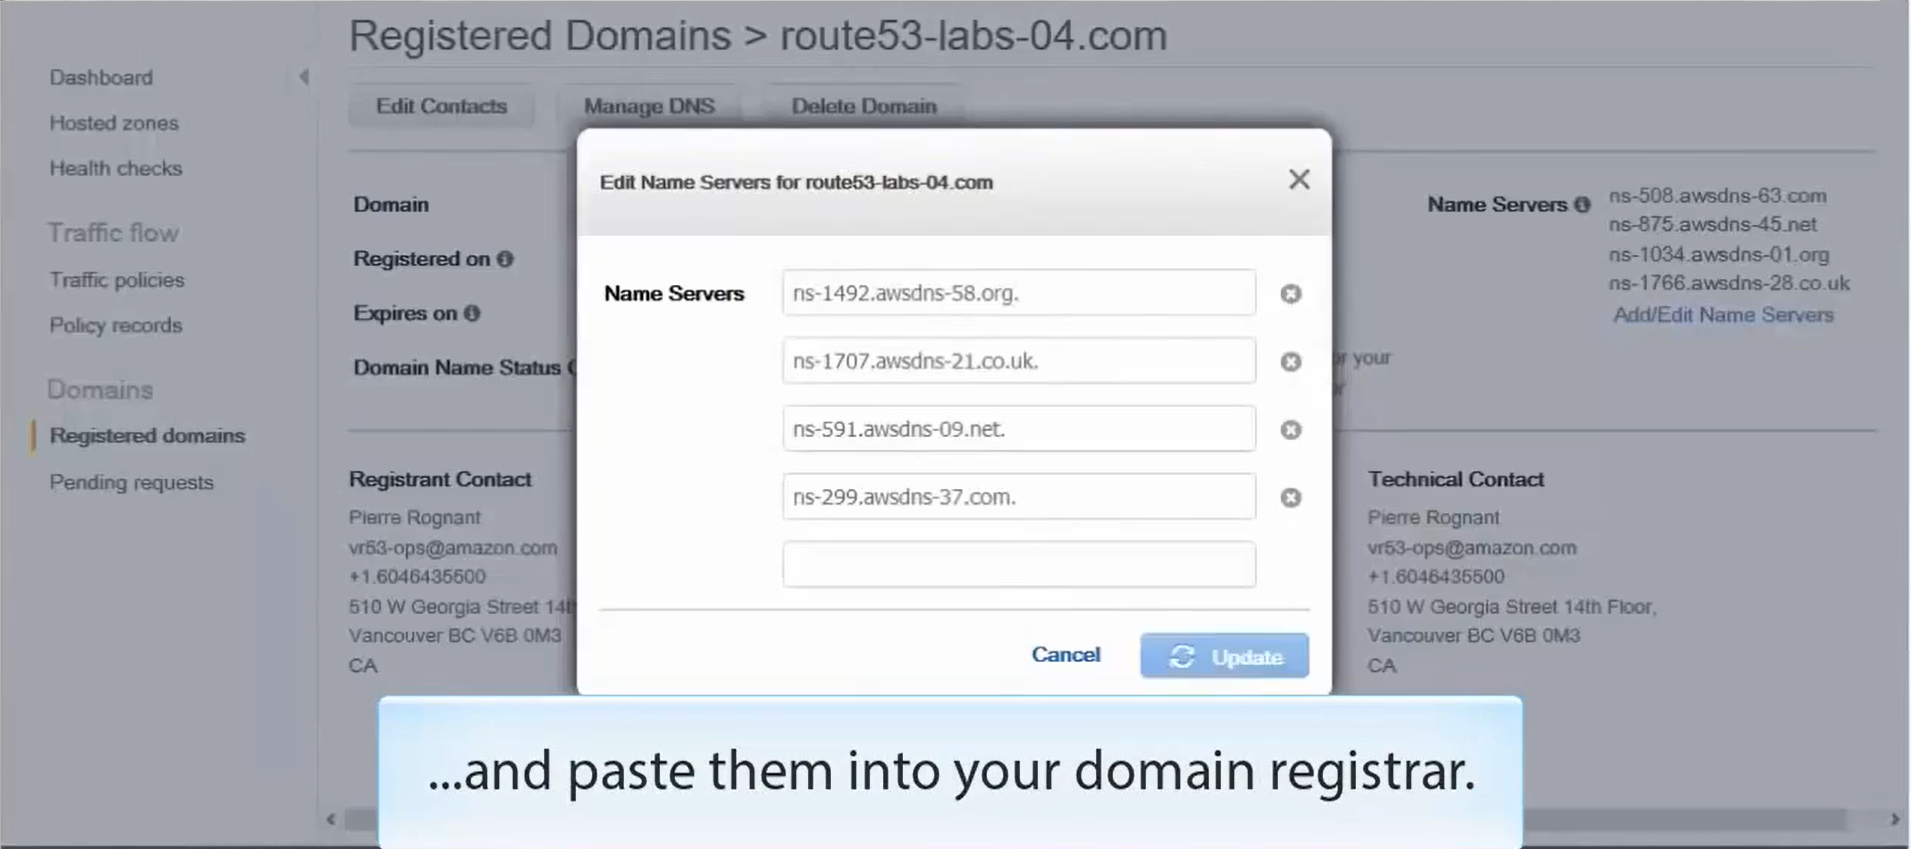 Registered Domains > route53-labs-04.com
Dashboard
Hosted zones
Health checks
Traffic flow
Traffic policies
Policy records
Domains
Registered domains
Pending requests
Edit Contacts
Manage DNS
Delete Domain
Domain
Registered on
Expires on
Domain Name Status
Name Servers
ns-508.awsdns-63.com
ns-875.awsdns-45.net
ns-1034.awsdns-01.org
ns-1766.awsdns-28.co.uk
Add/Edit Name Servers
your
Edit Name Servers for route53-labs-04.com
Name Servers
ns-1492.awsdns-58.org.
ns-1707.awsdns-21.co.uk.
ns-591.awsdns-09.net.
ns-299.awsdns-37.com.
Cancel
Update
Registrant Contact
Pierre Rognant
vr53-ops@amazon.com
+1.6046435500
510 W Georgia Street 14th
Vancouver BC V6B 0M3
CA
Technical Contact
Pierre Rognant
vr53-ops@amazon.com
+1.6046435500
510 W Georgia Street 14th Floor,
Vancouver BC V6B 0M3
CA
...and paste them into your domain registrar.